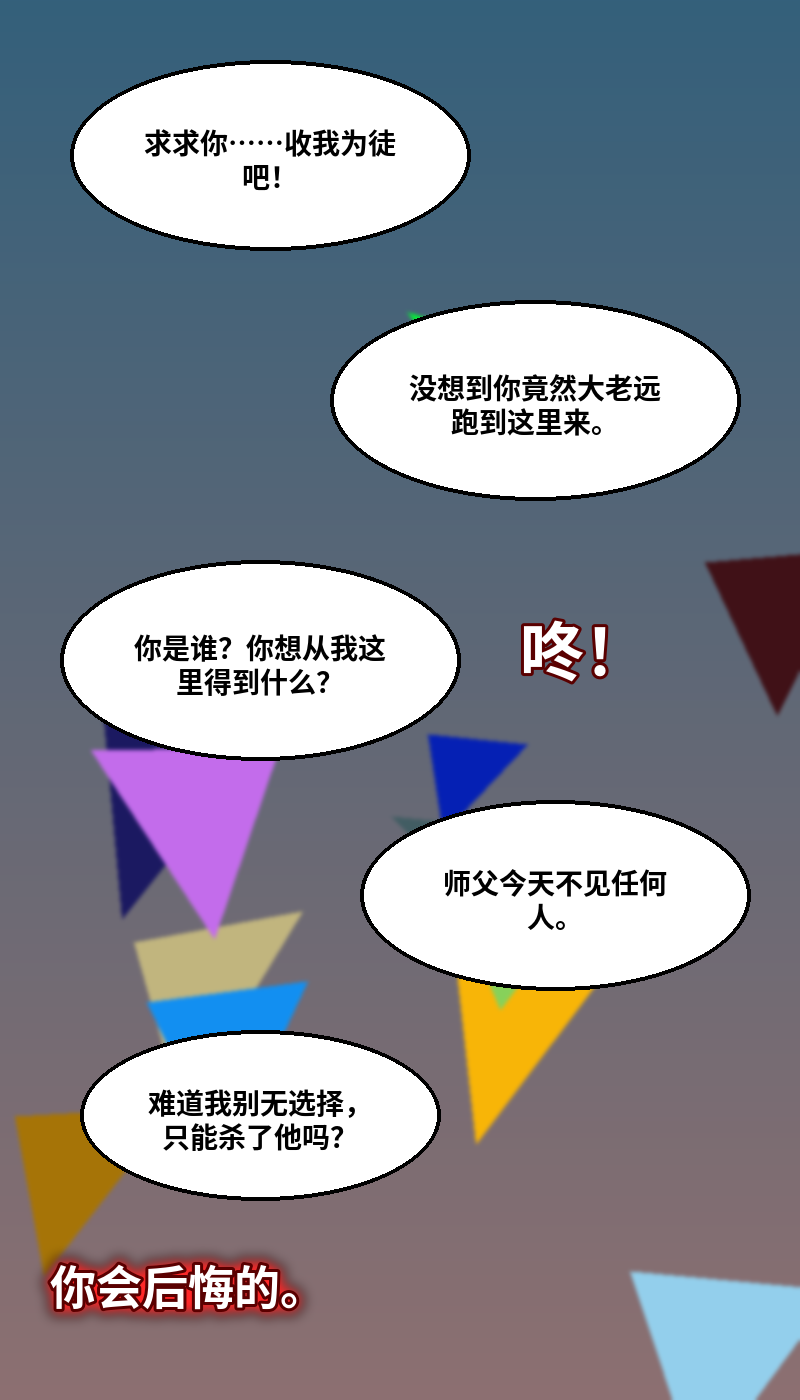 求求你……收我为徒
吧！
没想到你竟然大老远
跑到这里来。
你是谁？你想从我这
里得到什么？
咚！
师父今天不见任何
人。
难道我别无选择，
只能杀了他吗？
你会后悔的。